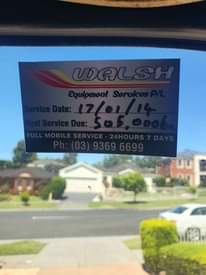 WALSH
Equipment Services P/L
Service Date: 17/01/14
Next Service Due: 505,000
FULL MOBILE SERVICE - 24HOURS 7 DAYS
Ph: (03) 9369 6699